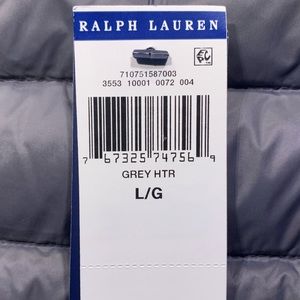 RALPH LAUREN
710751587003
3553 10001 0072 004
7 67325 74756 9
GREY HTR
L/G